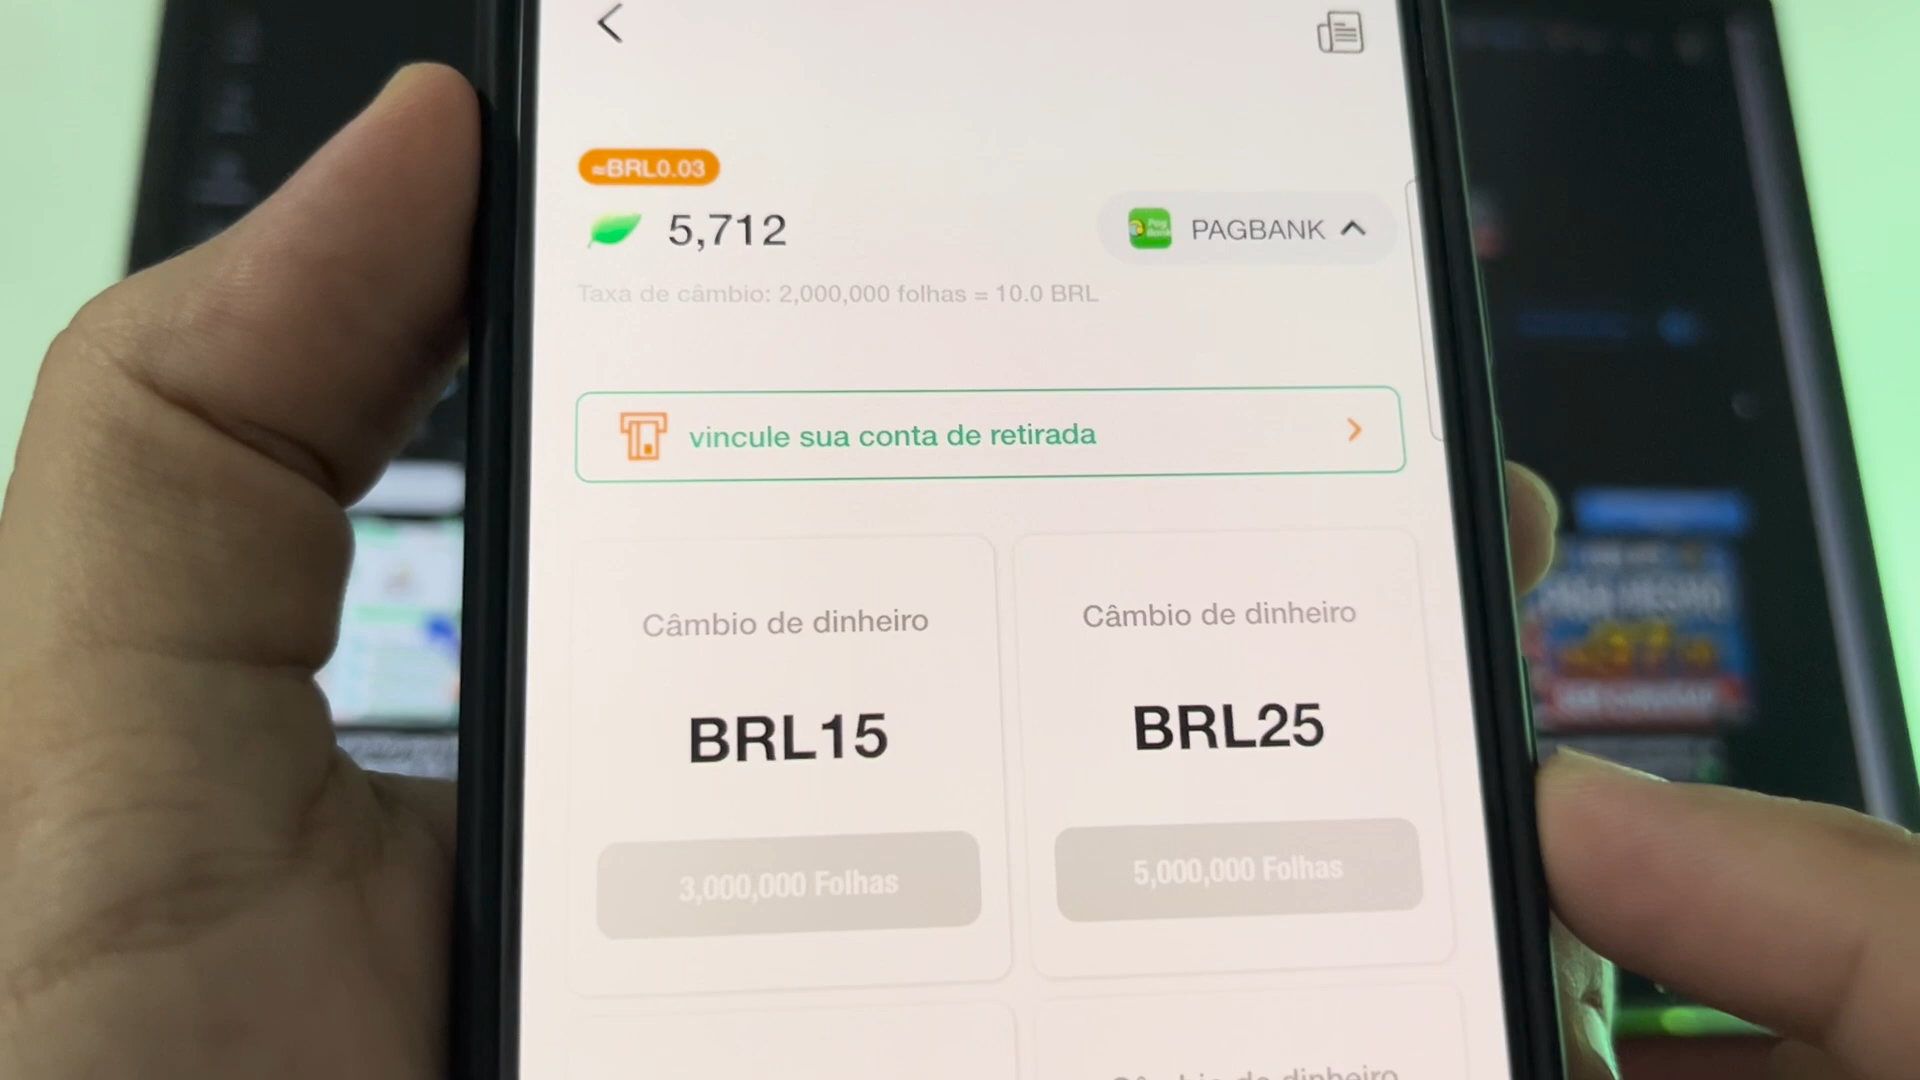 ≈BRL0.03
5,712
PAGBANK
Taxa de câmbio: 2,000,000 folhas = 10.0 BRL
vincule sua conta de retirada
Câmbio de dinheiro
Câmbio de dinheiro
BRL15
BRL25
3,000,000 Folhas
5,000,000 Folhas